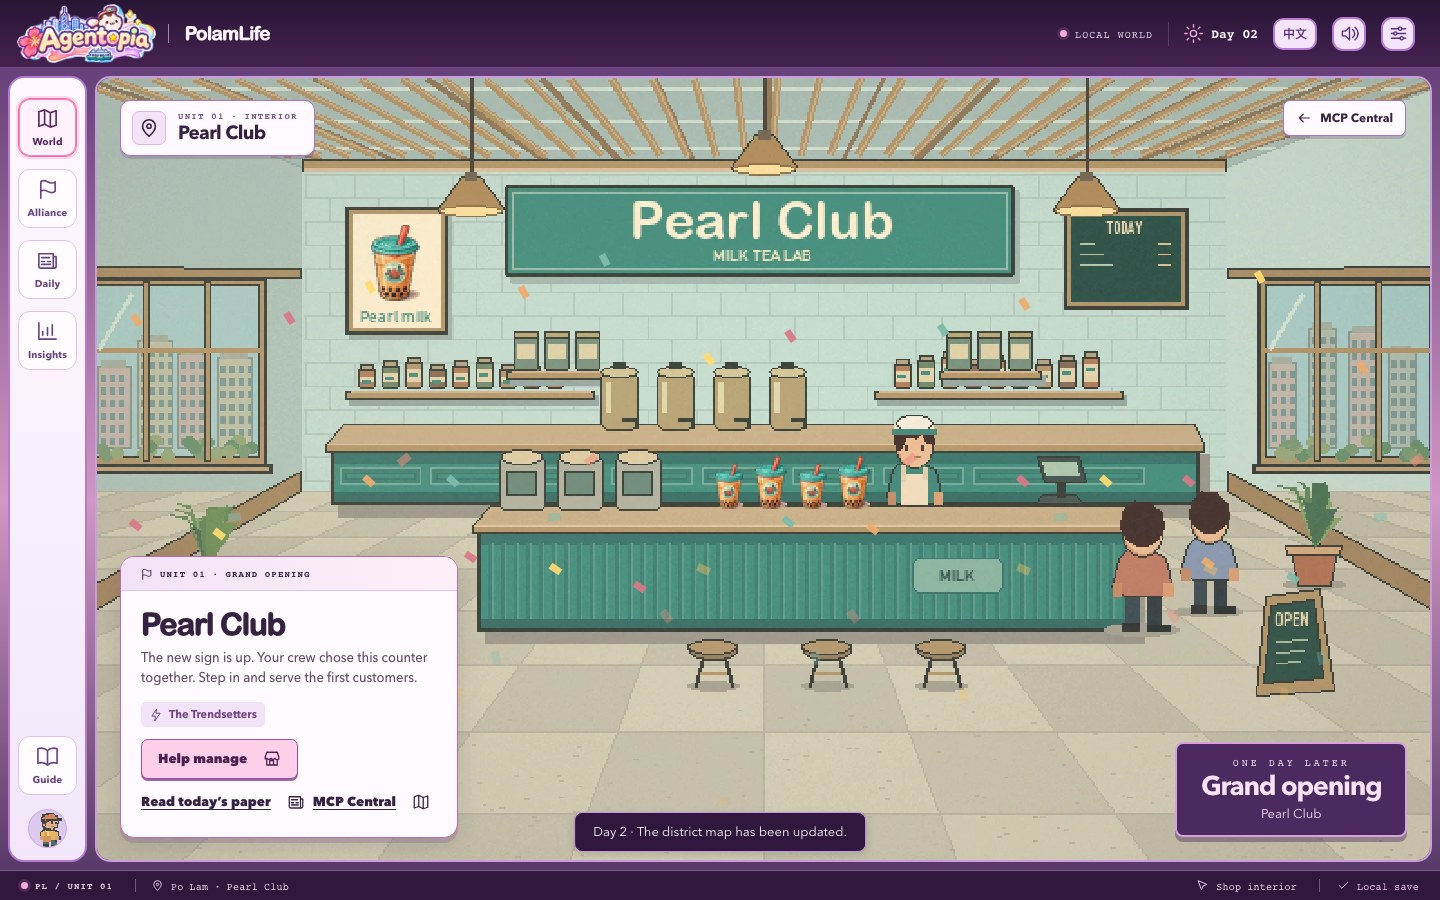 Agentopia
PolamLife
LOCAL WORLD
Day 02
中文
World
Alliance
Daily
Insights
Guide
UNIT 01 · INTERIOR
Pearl Club
MCP Central
Pearl Club
MILK TEA LAB
TODAY
Pearl milk
MILK
OPEN
UNIT 01 · GRAND OPENING
Pearl Club
The new sign is up. Your crew chose this counter
together. Step in and serve the first customers.
The Trendsetters
Help manage
Read today's paper
MCP Central
Day 2 · The district map has been updated.
ONE DAY LATER
Grand opening
Pearl Club
PL / UNIT 01
Po Lam · Pearl Club
Shop interior
Local save